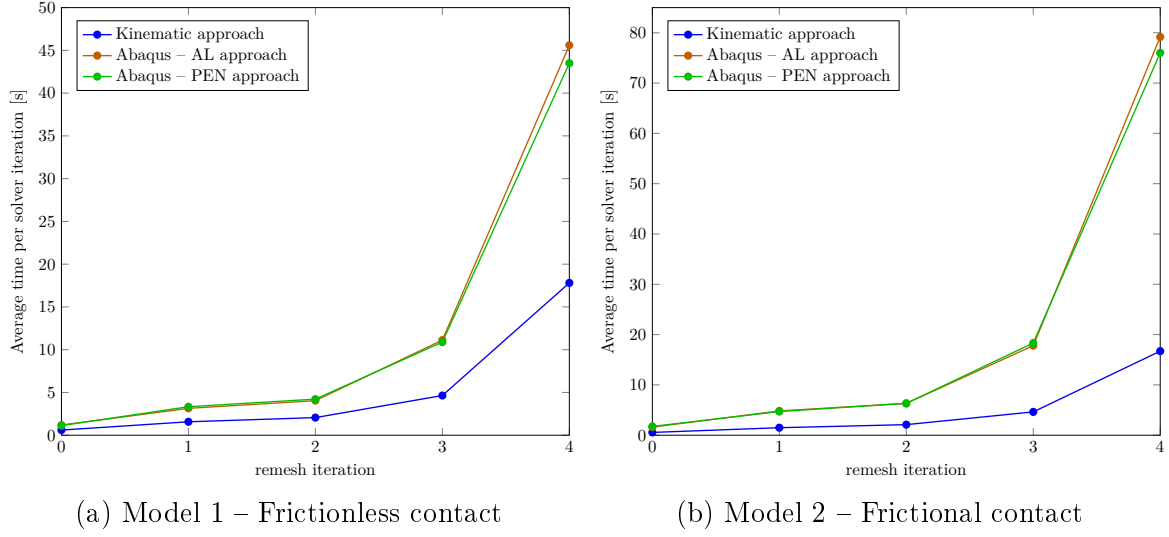 50
45
40
35
30
25
20
15
10
5
0
0
1
2
3
4
Average time per solver iteration [s]
remesh iteration
Kinematic approach
Abaqus – AL approach
Abaqus – PEN approach
(a) Model 1 – Frictionless contact
80
70
60
50
40
30
20
10
0
0
1
2
3
4
Average time per solver iteration [s]
remesh iteration
Kinematic approach
Abaqus – AL approach
Abaqus – PEN approach
(b) Model 2 – Frictional contact